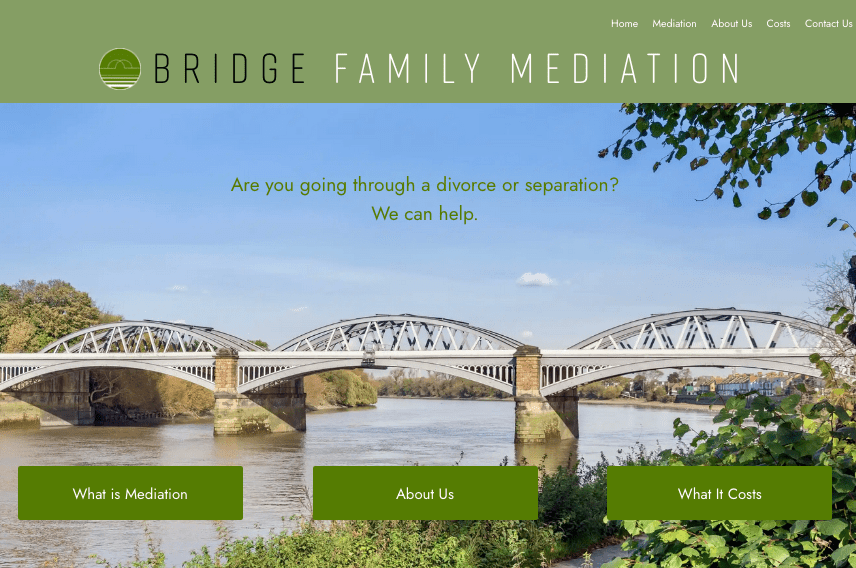 Home Mediation About Us Costs Contact Us
BRIDGE FAMILY MEDIATION
Are you going through a divorce or separation?
We can help.
What is Mediation
About Us
What It Costs